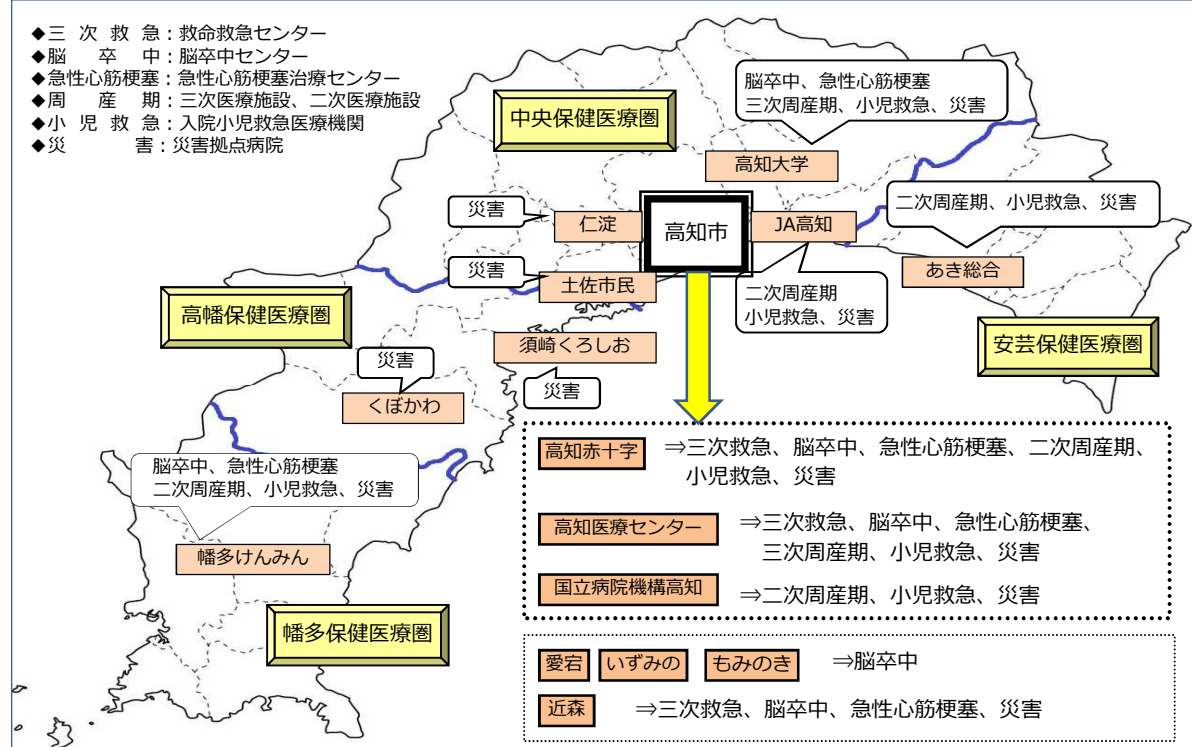 ◆三次救急：救命救急センター
◆脳卒中：脳卒中センター
◆急性心筋梗塞：急性心筋梗塞治療センター
◆周産期：三次医療施設、二次医療施設
◆小児救急：入院小児救急医療機関
◆災害：災害拠点病院
中央保健医療圏
脳卒中、急性心筋梗塞
三次周産期、小児救急、災害
高知大学
災害
仁淀
高知市
JA高知
二次周産期、小児救急、災害
あき総合
災害
土佐市民
二次周産期
小児救急、災害
高幡保健医療圏
安芸保健医療圏
須崎くろしお
災害
災害
くぼかわ
脳卒中、急性心筋梗塞
二次周産期、小児救急、災害
幡多けんみん
幡多保健医療圏
高知赤十字 ⇒三次救急、脳卒中、急性心筋梗塞、二次周産期、
小児救急、災害
高知医療センター ⇒三次救急、脳卒中、急性心筋梗塞、
三次周産期、小児救急、災害
国立病院機構高知 ⇒二次周産期、小児救急、災害
愛宕 いずみの もみのき ⇒脳卒中
近森 ⇒三次救急、脳卒中、急性心筋梗塞、災害